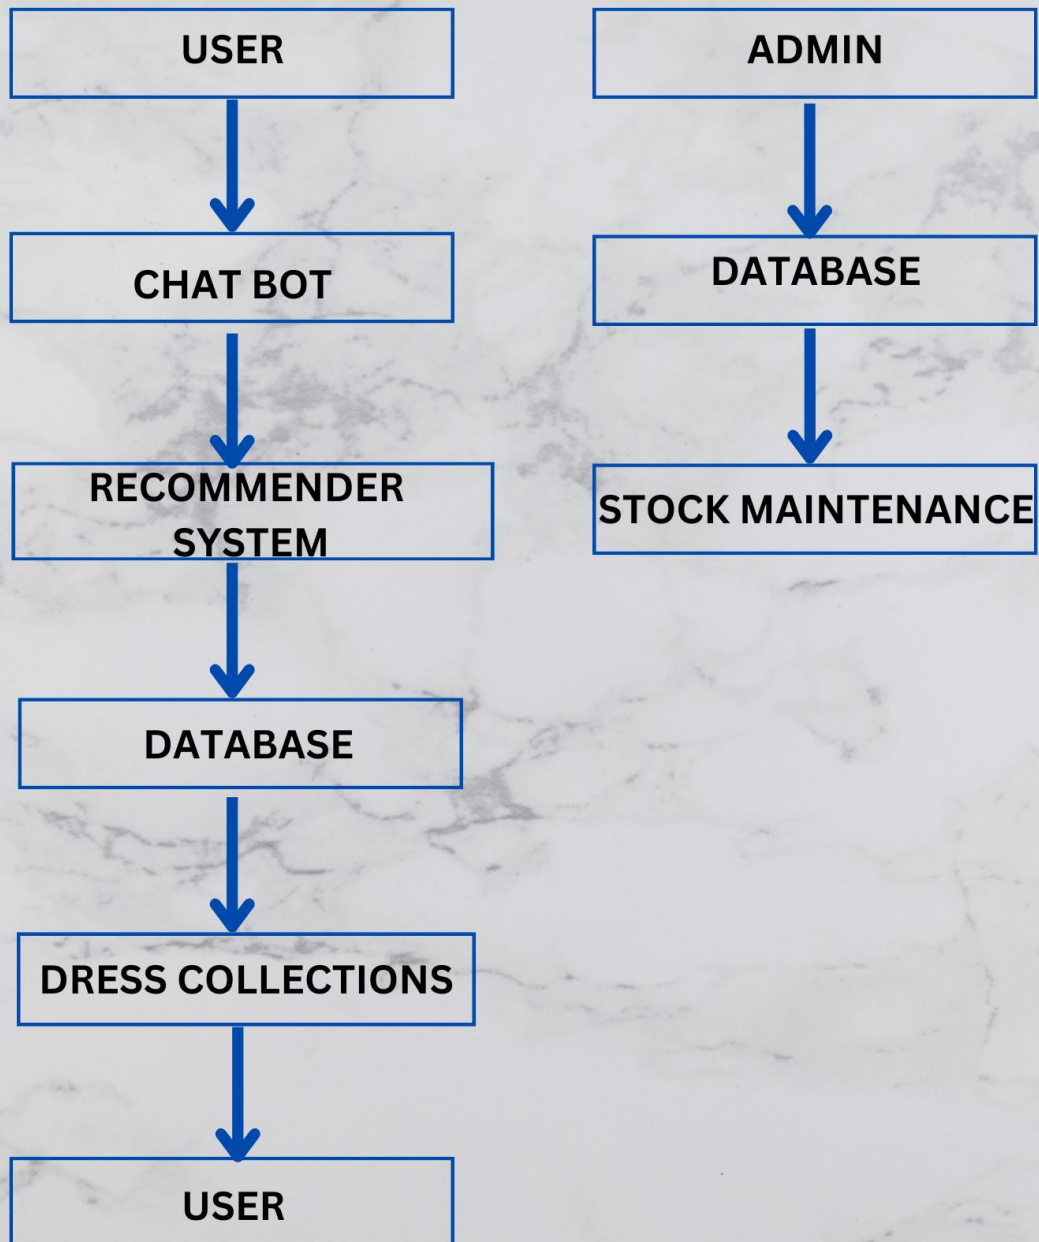 USER
CHAT BOT
RECOMMENDER
SYSTEM
DATABASE
DRESS COLLECTIONS
USER
ADMIN
DATABASE
STOCK MAINTENANCE